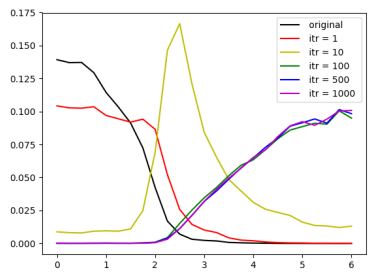 0.175
0.150
0.125
0.100
0.075
0.050
0.025
0.000
0
1
2
3
4
5
6
original
itr = 1
itr = 10
itr = 100
itr = 500
itr = 1000